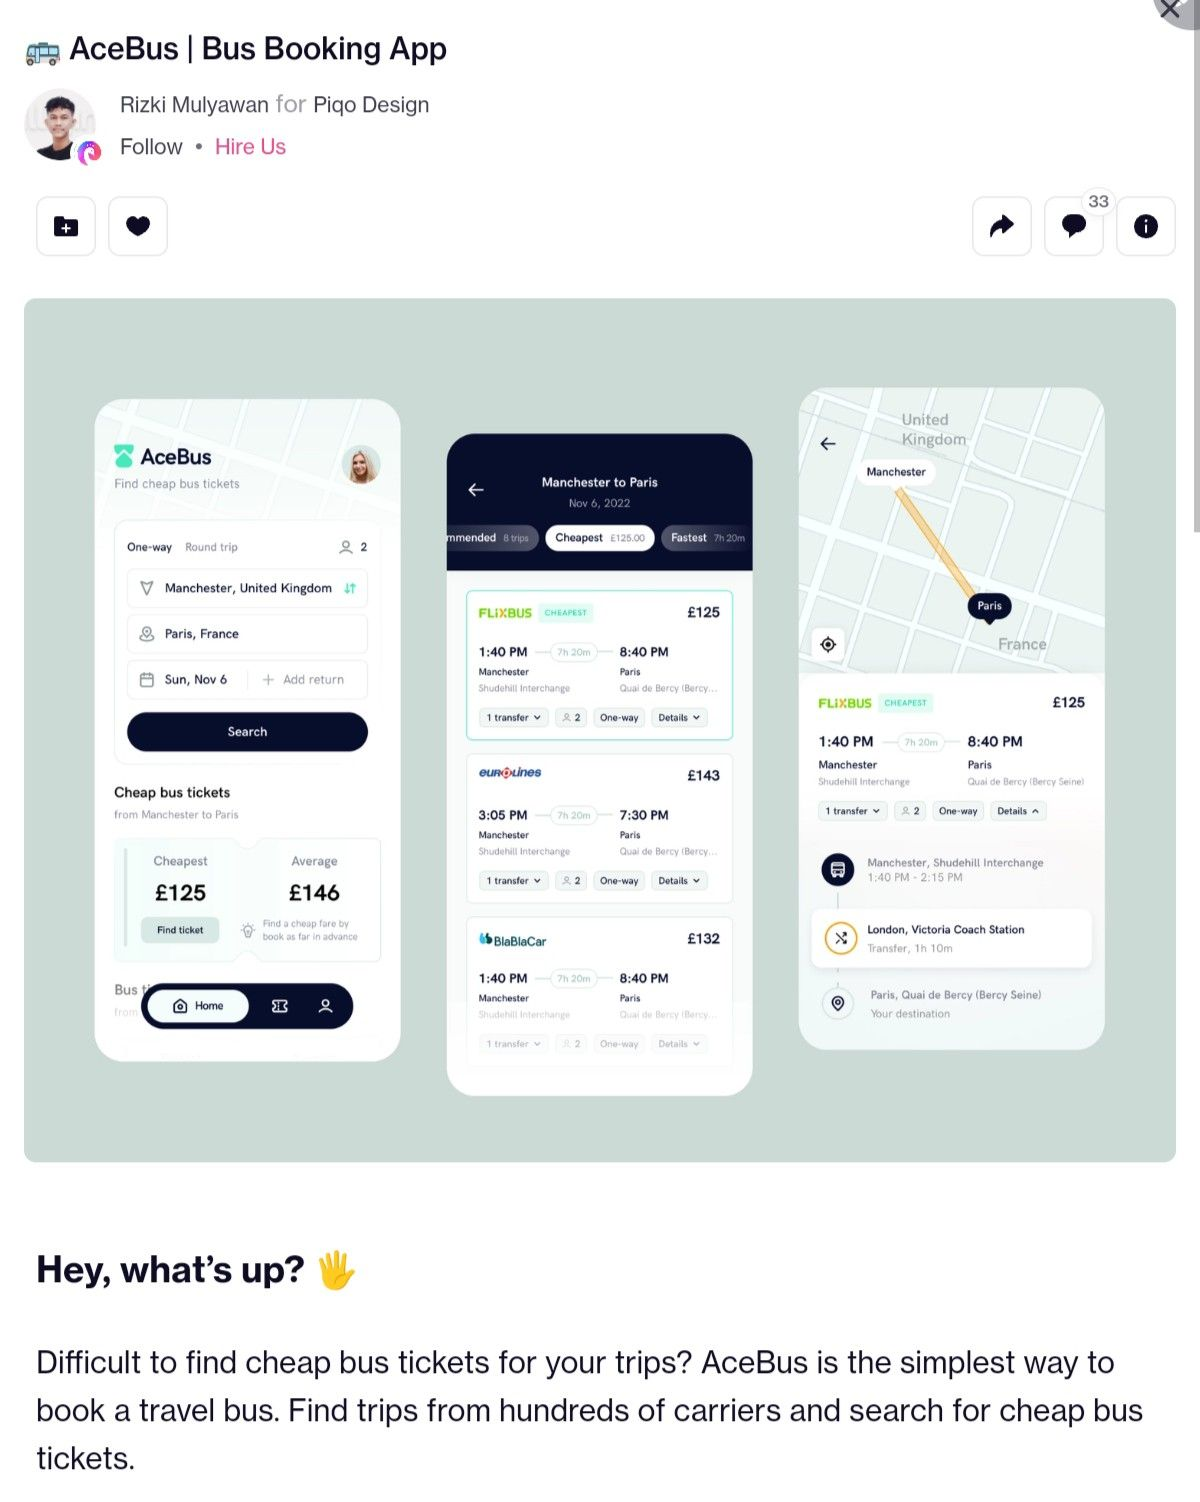 AceBus | Bus Booking App
Rizki Mulyawan for Piqo Design
Follow • Hire Us
33
AceBus
Find cheap bus tickets
One-way Round trip 2
Manchester, United Kingdom
Paris, France
Sun, Nov 6 + Add return
Search
Cheap bus tickets
from Manchester to Paris
Cheapest
£125
Find ticket
Average
£146
Find a cheap fare by
book as far in advance
Bus
from
Home
Manchester to Paris
Nov 6, 2022
mmended 8 trips
Cheapest £125.00
Fastest 7h 20m
FLiXBUS CHEAPEST £125
1:40 PM 7h 20m 8:40 PM
Manchester Paris
Shudehill Interchange Quai de Bercy (Bercy...
1 transfer 2 One-way Details
eurolines £143
3:05 PM 7h 20m 7:30 PM
Manchester Paris
Shudehill Interchange Quai de Bercy (Bercy...
1 transfer 2 One-way Details
BlaBlaCar £132
1:40 PM 7h 20m 8:40 PM
Manchester Paris
Shudehill Interchange Quai de Bercy (Bercy...
1 transfer 2 One-way Details
United
Kingdom
Manchester
Paris
France
FLiXBUS CHEAPEST £125
1:40 PM 7h 20m 8:40 PM
Manchester Paris
Shudehill Interchange Quai de Bercy (Bercy Seine)
1 transfer 2 One-way Details
Manchester, Shudehill Interchange
1:40 PM - 2:15 PM
London, Victoria Coach Station
Transfer, 1h 10m
Paris, Quai de Bercy (Bercy Seine)
Your destination
Hey, what's up? 🖐
Difficult to find cheap bus tickets for your trips? AceBus is the simplest way to
book a travel bus. Find trips from hundreds of carriers and search for cheap bus
tickets.